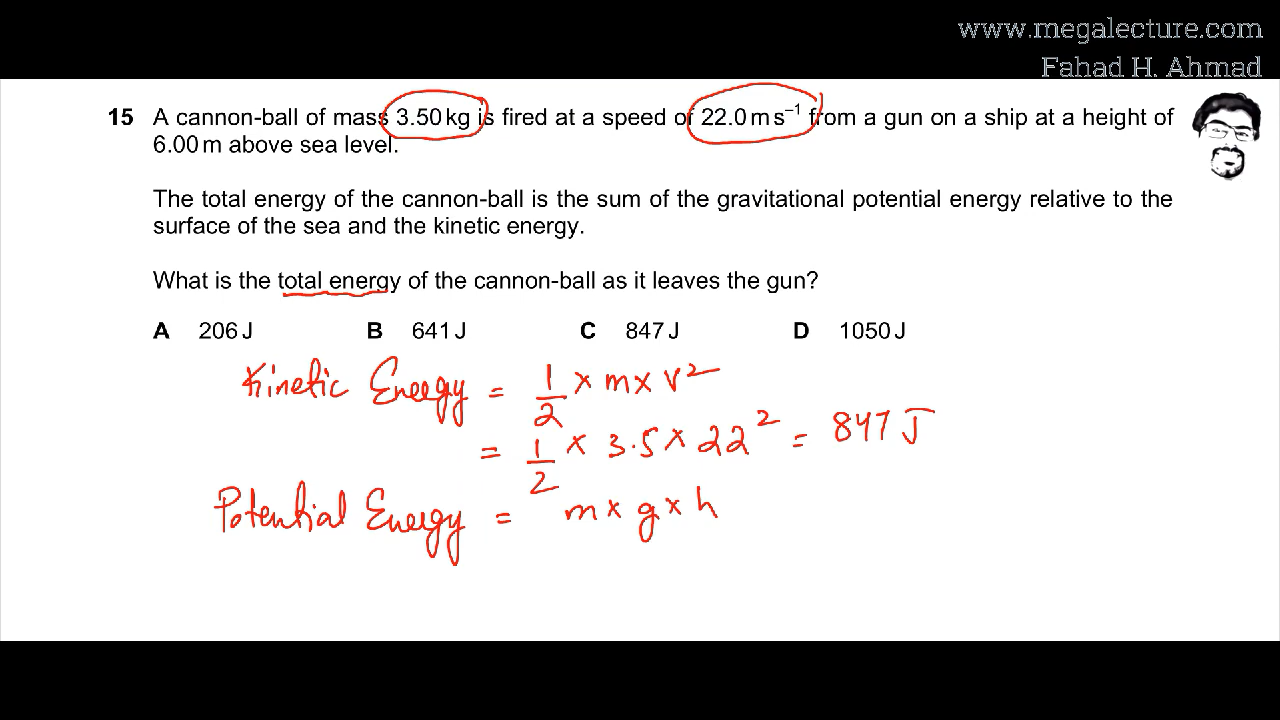 www.megalecture.com
Fahad H. Ahmad
15 A cannon-ball of mass 3.50 kg is fired at a speed of 22.0 m s⁻¹ from a gun on a ship at a height of
6.00 m above sea level.
The total energy of the cannon-ball is the sum of the gravitational potential energy relative to the
surface of the sea and the kinetic energy.
What is the total energy of the cannon-ball as it leaves the gun?
A 206 J B 641 J C 847 J D 1050 J
Kinetic Energy = 1/2 × m × v²
= 1/2 × 3.5 × 22² = 847 J
Potential Energy = m × g × h